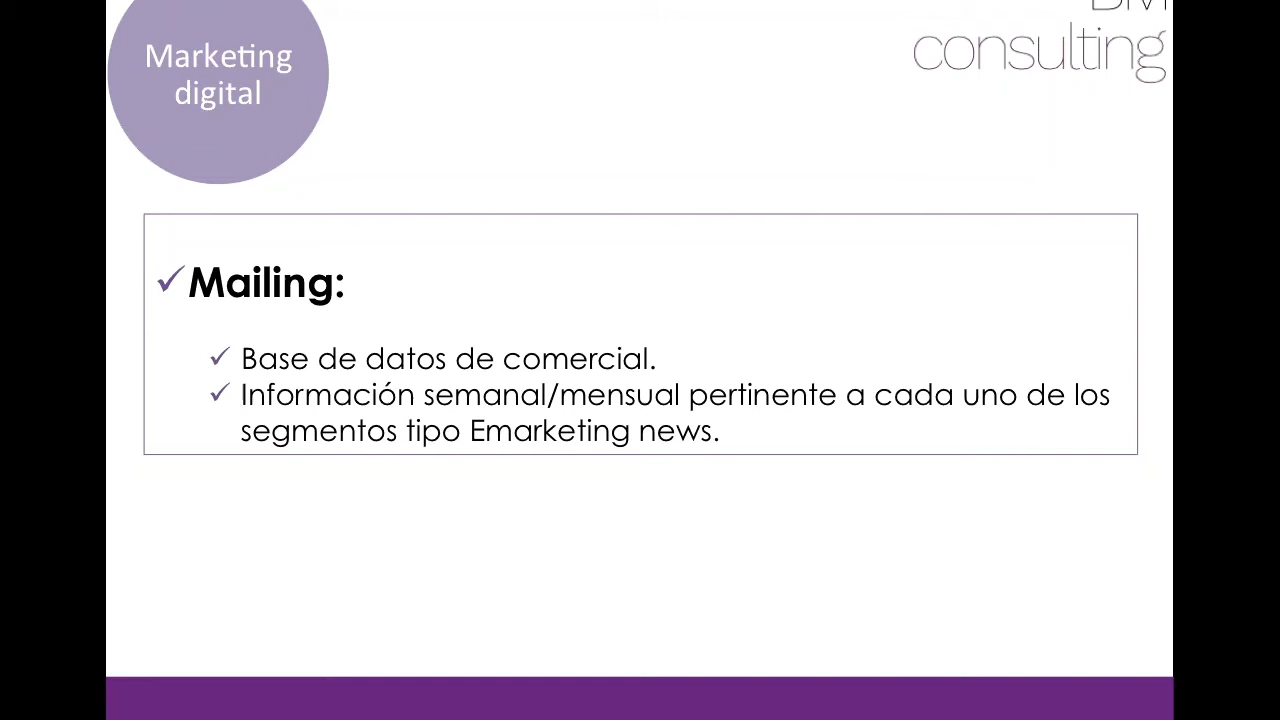 Marketing
digital
consulting
✓Mailing:
✓ Base de datos de comercial.
✓ Información semanal/mensual pertinente a cada uno de los
segmentos tipo Emarketing news.